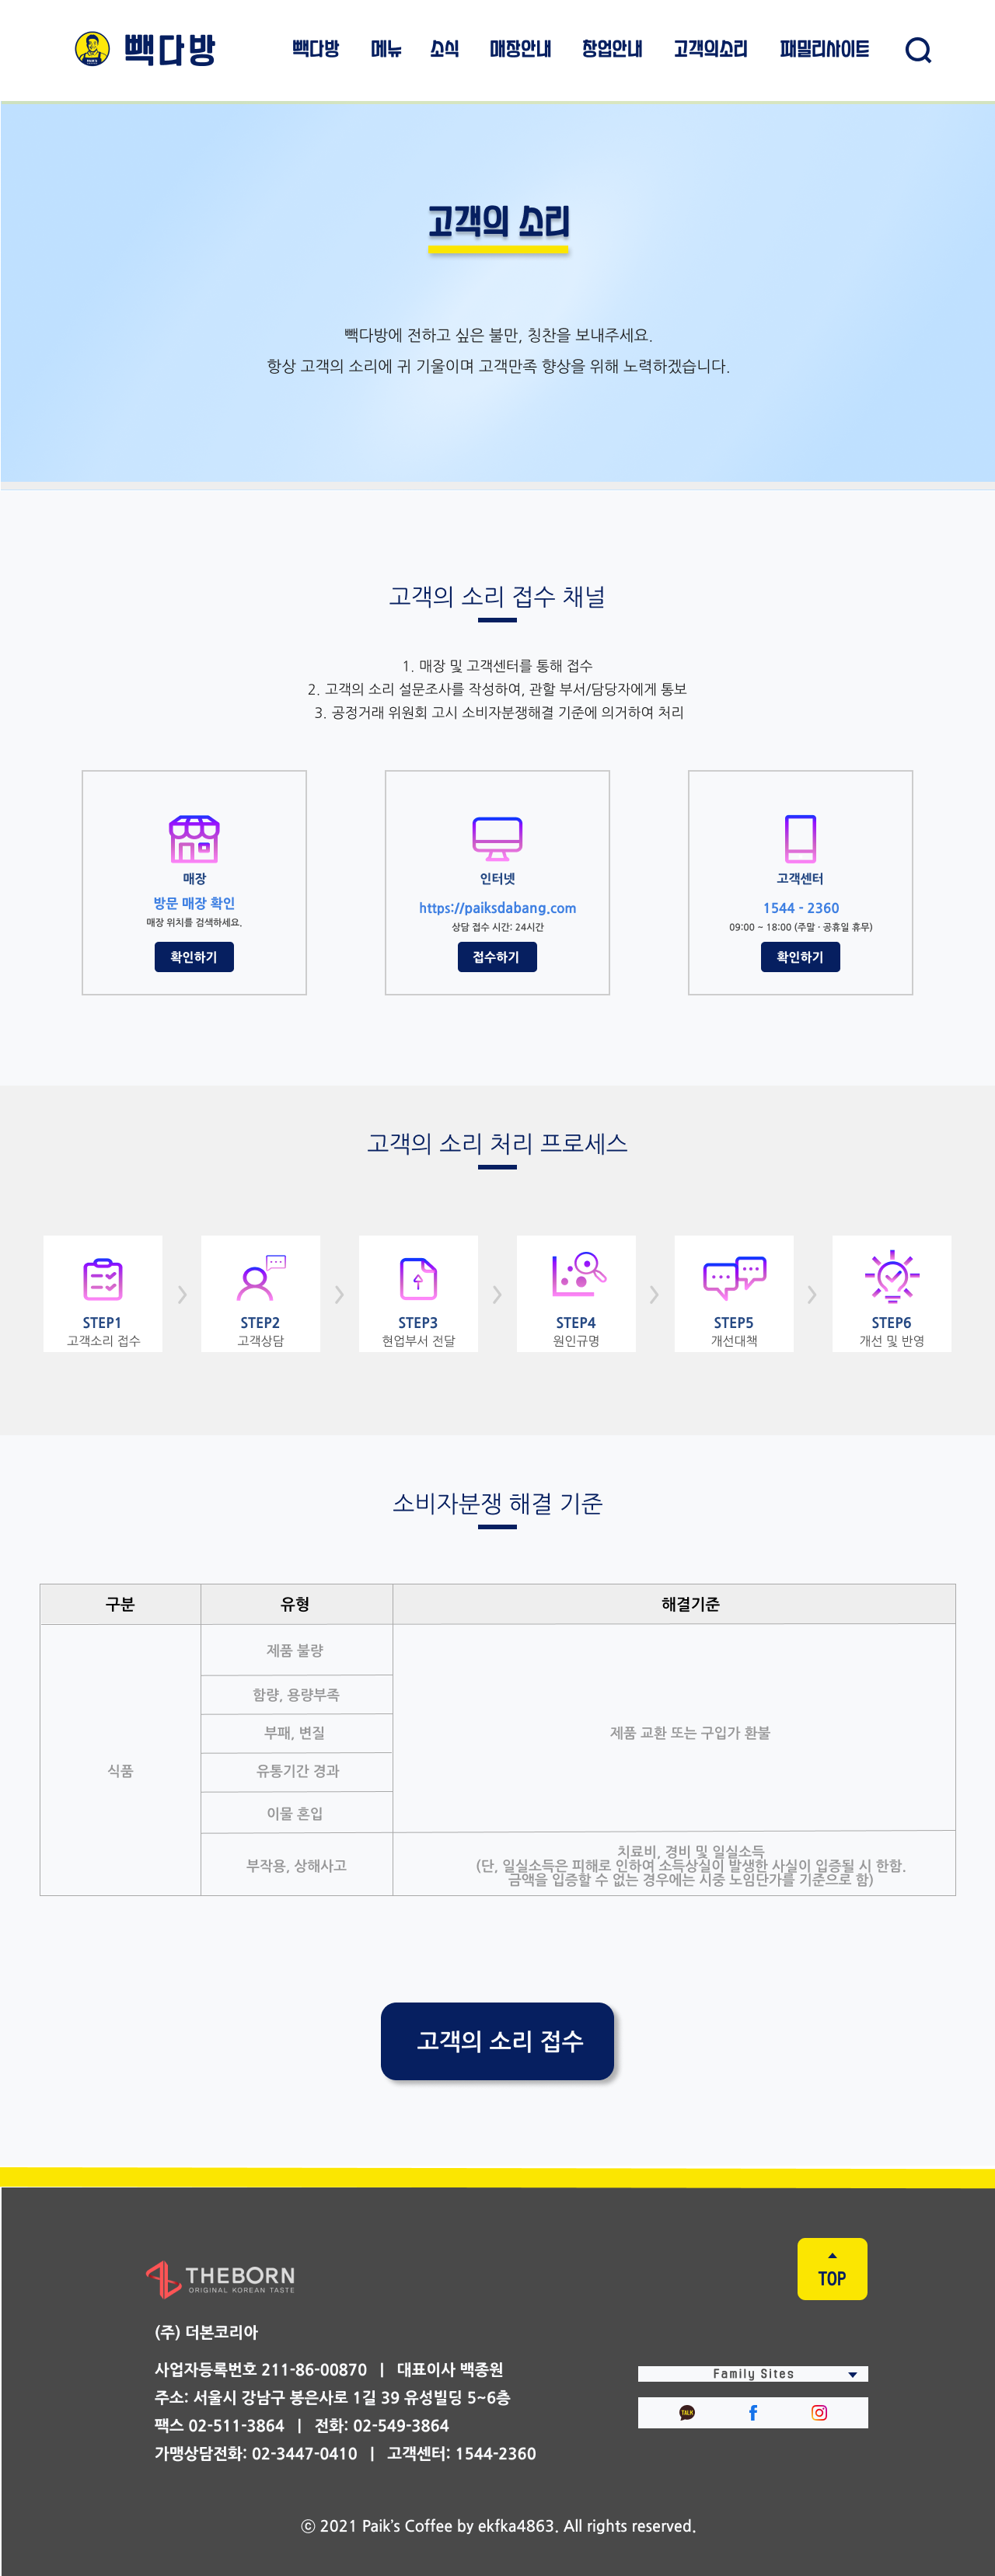 빽다방
빽다방 메뉴 소식 매장안내 창업안내 고객의소리 패밀리사이트
고객의 소리
빽다방에 전하고 싶은 불만, 칭찬을 보내주세요.
항상 고객의 소리에 귀 기울이며 고객만족 향상을 위해 노력하겠습니다.
고객의 소리 접수 채널
1. 매장 및 고객센터를 통해 접수
2. 고객의 소리 설문조사를 작성하여, 관할 부서/담당자에게 통보
3. 공정거래 위원회 고시 소비자분쟁해결 기준에 의거하여 처리
매장
방문 매장 확인
매장 위치를 검색하세요.
확인하기
인터넷
https://paiksdabang.com
상담 접수 시간: 24시간
접수하기
고객센터
1544 - 2360
09:00 ~ 18:00 (주말 · 공휴일 휴무)
확인하기
고객의 소리 처리 프로세스
STEP1
고객소리 접수
STEP2
고객상담
STEP3
현업부서 전달
STEP4
원인규명
STEP5
개선대책
STEP6
개선 및 반영
소비자분쟁 해결 기준
구분 유형 해결기준
제품 불량
함량, 용량부족
부패, 변질
제품 교환 또는 구입가 환불
식품
유통기간 경과
이물 혼입
부작용, 상해사고
치료비, 경비 및 일실소득
(단, 일실소득은 피해로 인하여 소득상실이 발생한 사실이 입증될 시 한함.
금액을 입증할 수 없는 경우에는 시중 노임단가를 기준으로 함)
고객의 소리 접수
THEBORN
ORIGINAL KOREAN TASTE
TOP
(주) 더본코리아
사업자등록번호 211-86-00870 | 대표이사 백종원
주소: 서울시 강남구 봉은사로 1길 39 유성빌딩 5~6층
팩스 02-511-3864 | 전화: 02-549-3864
가맹상담전화: 02-3447-0410 | 고객센터: 1544-2360
Family Sites
TALK
ⓒ 2021 Paik's Coffee by ekfka4863. All rights reserved.